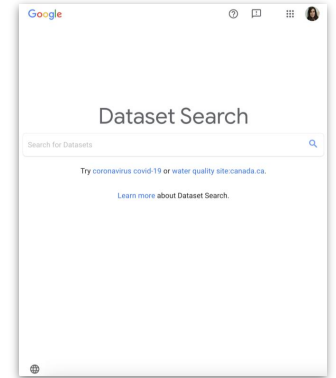 Google
Dataset Search
Search for Datasets
Try coronavirus covid-19 or water quality site:canada.ca.
Learn more about Dataset Search.